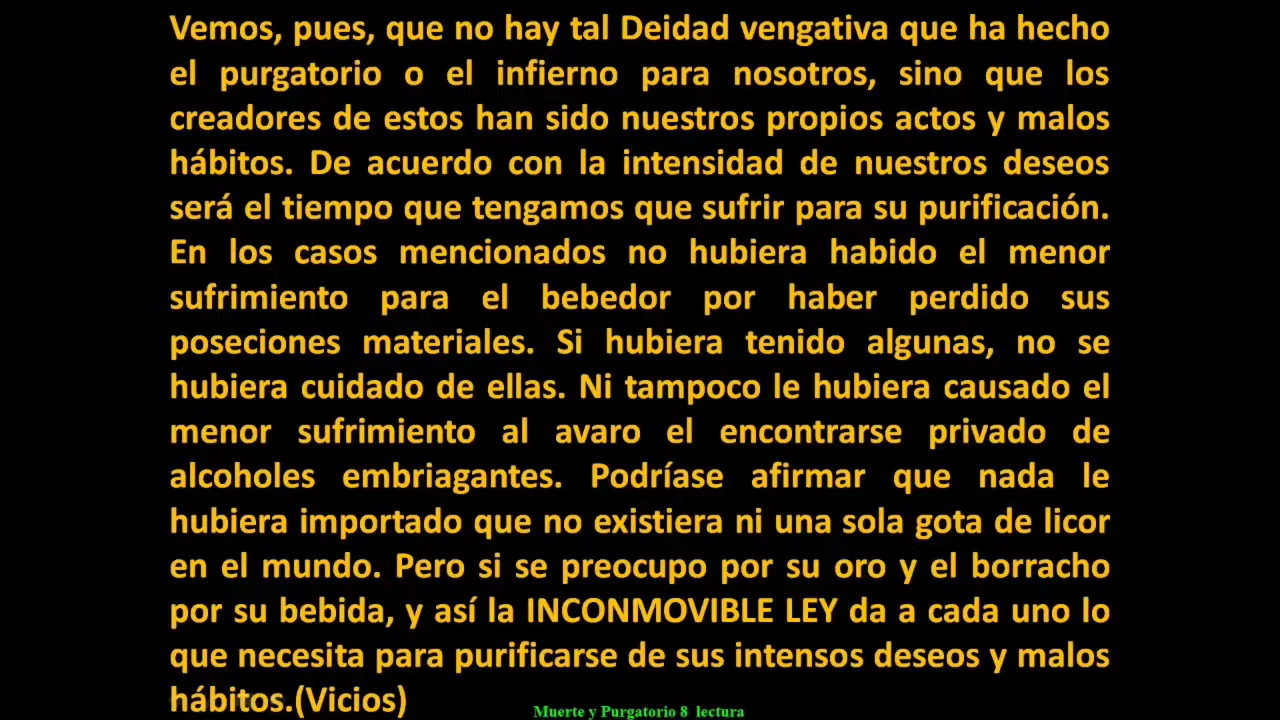 Vemos, pues, que no hay tal Deidad vengativa que ha hecho
el purgatorio o el infierno para nosotros, sino que los
creadores de estos han sido nuestros propios actos y malos
hábitos. De acuerdo con la intensidad de nuestros deseos
será el tiempo que tengamos que sufrir para su purificación.
En los casos mencionados no hubiera habido el menor
sufrimiento para el bebedor por haber perdido sus
poseciones materiales. Si hubiera tenido algunas, no se
hubiera cuidado de ellas. Ni tampoco le hubiera causado el
menor sufrimiento al avaro el encontrarse privado de
alcoholes embriagantes. Podríase afirmar que nada le
hubiera importado que no existiera ni una sola gota de licor
en el mundo. Pero si se preocupo por su oro y el borracho
por su bebida, y así la INCONMOVIBLE LEY da a cada uno lo
que necesita para purificarse de sus intensos deseos y malos
hábitos.(Vicios)
Muerte y Purgatorio 8 lectura